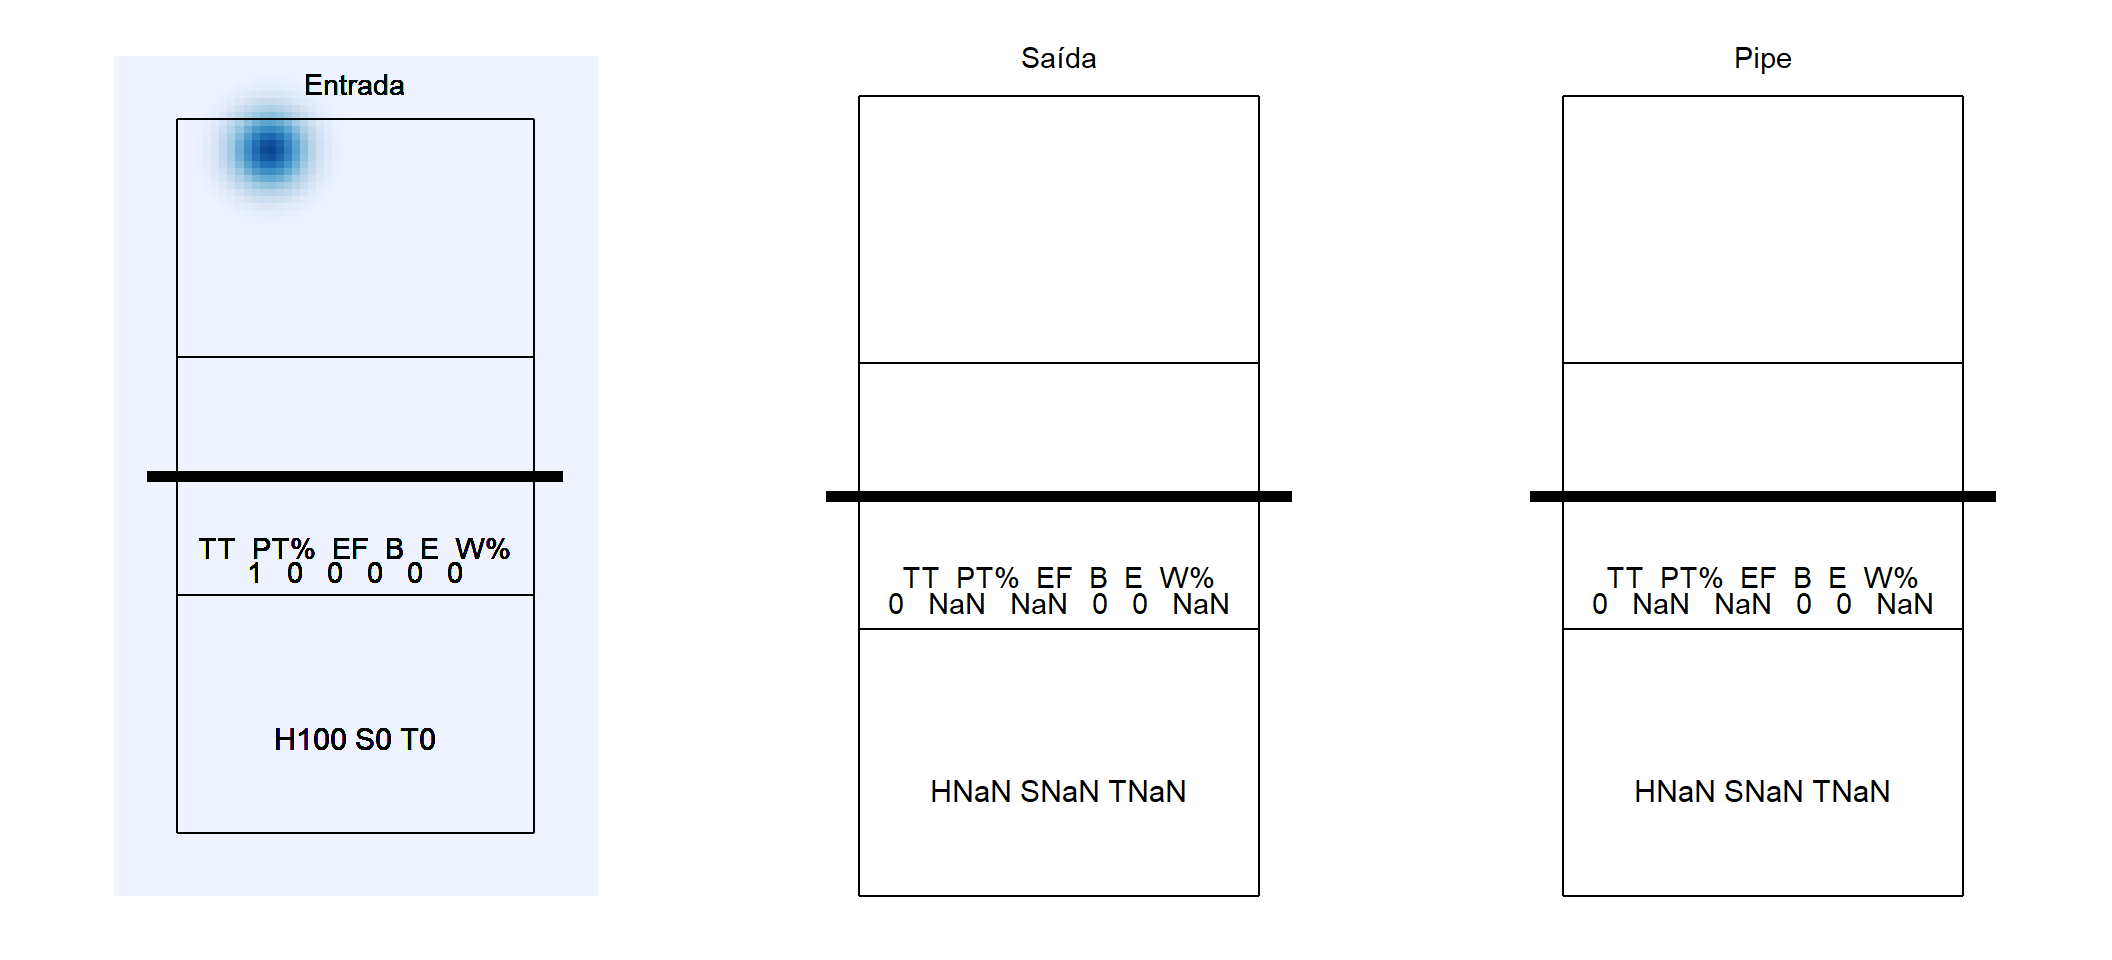 Entrada
TT PT% EF B E W%
1 0 0 0 0 0
H100 S0 T0
Saída
TT PT% EF B E W%
0 NaN NaN 0 0 NaN
HNaN SNaN TNaN
Pipe
TT PT% EF B E W%
0 NaN NaN 0 0 NaN
HNaN SNaN TNaN